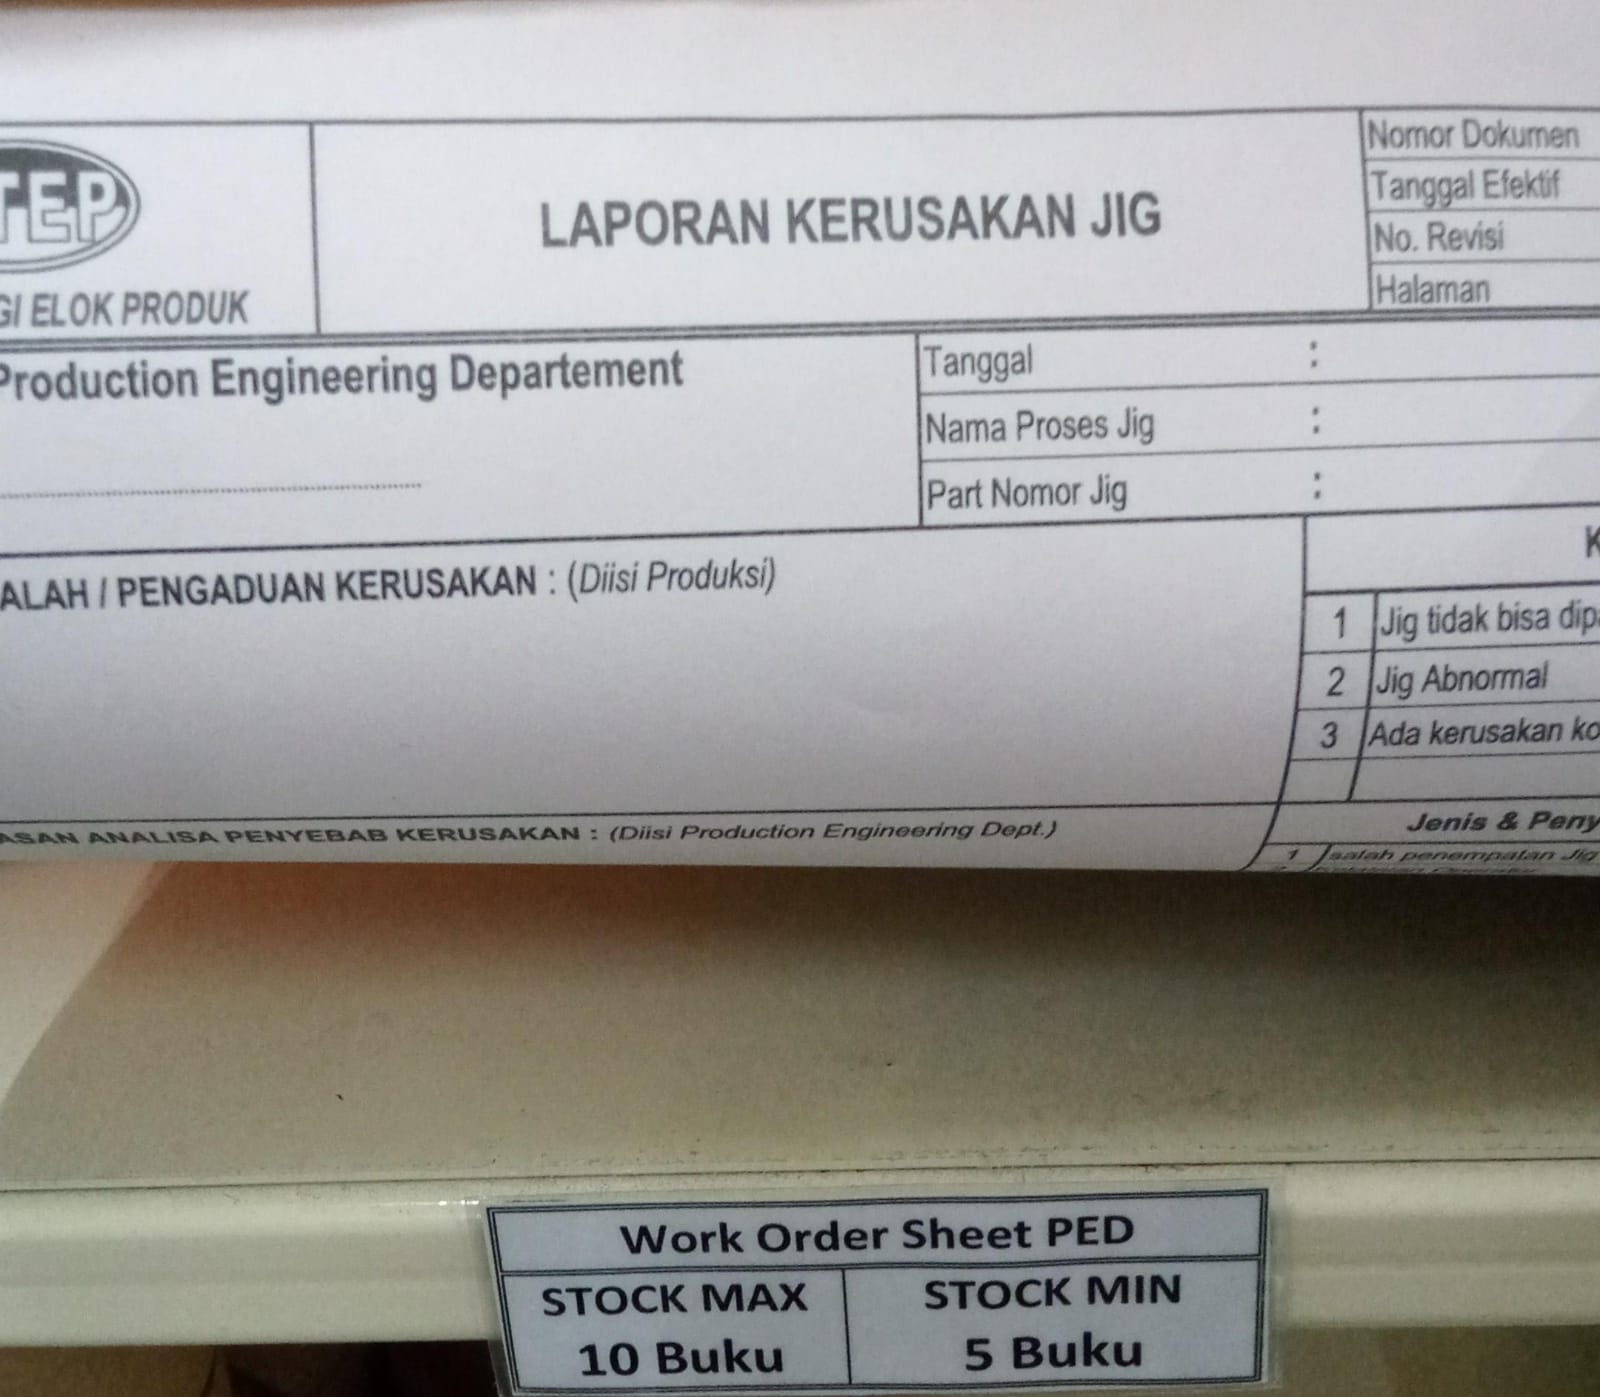 TEP
GI ELOK PRODUK
LAPORAN KERUSAKAN JIG
Nomor Dokumen
Tanggal Efektif
No. Revisi
Halaman
Production Engineering Departement
Tanggal :
Nama Proses Jig :
Part Nomor Jig :
ALAH / PENGADUAN KERUSAKAN : (Diisi Produksi)
K
1 Jig tidak bisa dipa
2 Jig Abnormal
3 Ada kerusakan ko
ASAN ANALISA PENYEBAB KERUSAKAN : (Diisi Production Engineering Dept.)
Jenis & Peny
1 salah penempatan Jig
Work Order Sheet PED
STOCK MAX
10 Buku
STOCK MIN
5 Buku